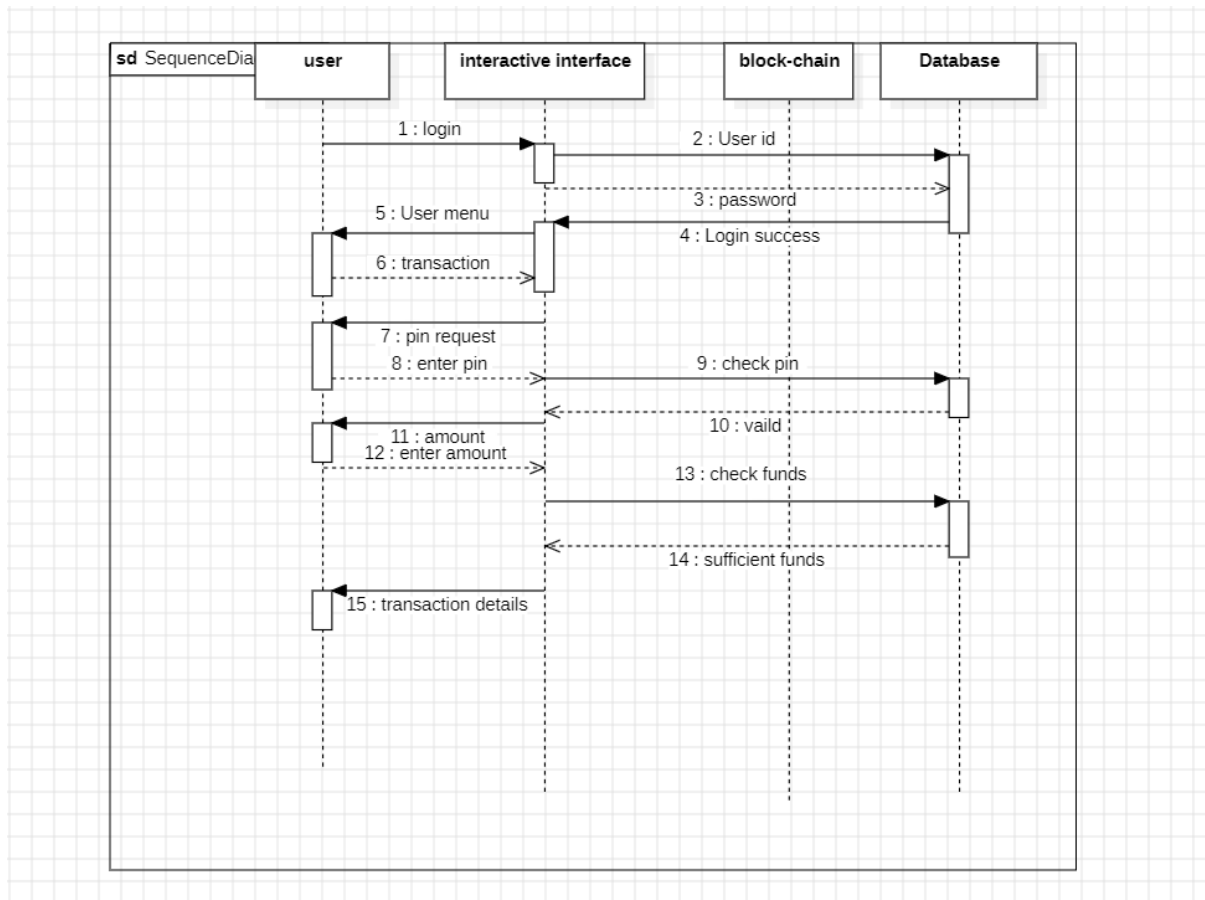 sd SequenceDia
user
interactive interface
block-chain
Database
1 : login
2 : User id
3 : password
4 : Login success
5 : User menu
6 : transaction
7 : pin request
8 : enter pin
9 : check pin
10 : vaild
11 : amount
12 : enter amount
13 : check funds
14 : sufficient funds
15 : transaction details